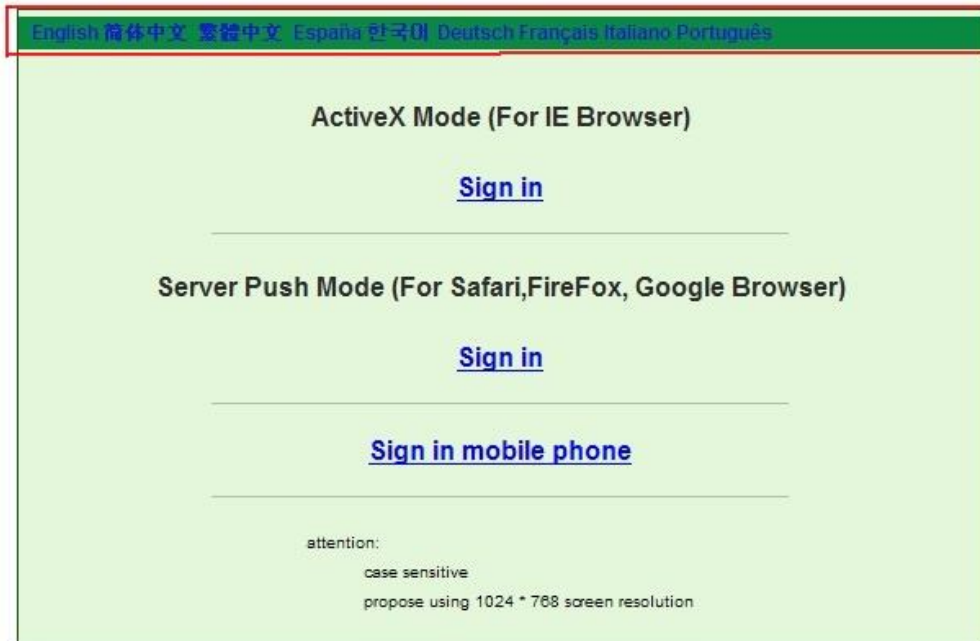 English 简体中文 繁體中文 España 한국어 Deutsch Français Italiano Português
ActiveX Mode (For IE Browser)
Sign in
Server Push Mode (For Safari,FireFox, Google Browser)
Sign in
Sign in mobile phone
attention:
case sensitive
propose using 1024 * 768 screen resolution